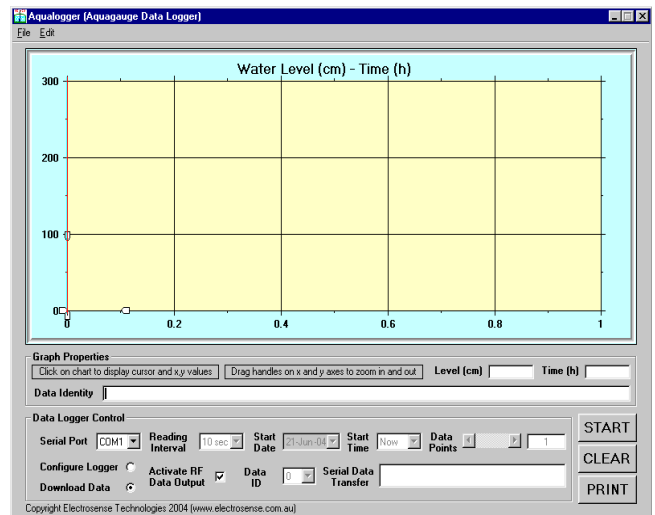 Aqualogger (Aquagauge Data Logger)
File Edit
Water Level (cm) - Time (h)
300
200
100
0
0 0.2 0.4 0.6 0.8 1
Graph Properties
Click on chart to display cursor and x,y values Drag handles on x and y axes to zoom in and out Level (cm) Time (h)
Data Identity
Data Logger Control
Serial Port COM1 Reading Interval 10 sec Start Date 21-Jun-04 Start Time Now Data Points 1
Configure Logger Activate RF Data Output Data ID 0 Serial Data Transfer
Download Data
START
CLEAR
PRINT
Copyright Electrosense Technologies 2004 (www.electrosense.com.au)